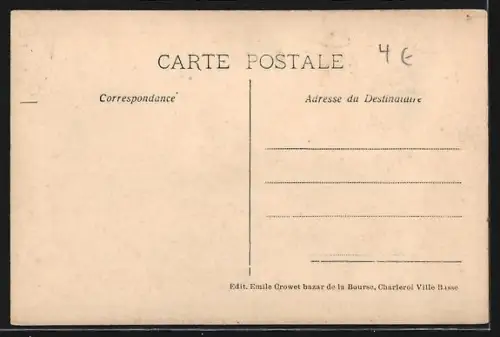 CARTE POSTALE
4 €
Correspondance
Adresse du Destinataire
Edit. Emile Crowet bazar de la Bourse, Charleroi Ville Basse